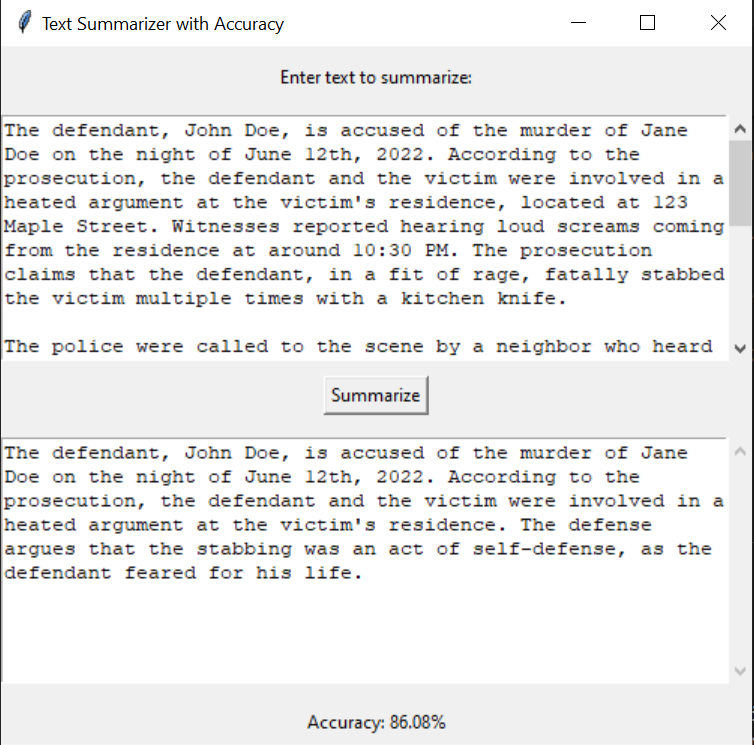 Text Summarizer with Accuracy
Enter text to summarize:
The defendant, John Doe, is accused of the murder of Jane
Doe on the night of June 12th, 2022. According to the
prosecution, the defendant and the victim were involved in a
heated argument at the victim's residence, located at 123
Maple Street. Witnesses reported hearing loud screams coming
from the residence at around 10:30 PM. The prosecution
claims that the defendant, in a fit of rage, fatally stabbed
the victim multiple times with a kitchen knife.
The police were called to the scene by a neighbor who heard
Summarize
The defendant, John Doe, is accused of the murder of Jane
Doe on the night of June 12th, 2022. According to the
prosecution, the defendant and the victim were involved in a
heated argument at the victim's residence. The defense
argues that the stabbing was an act of self-defense, as the
defendant feared for his life.
Accuracy: 86.08%